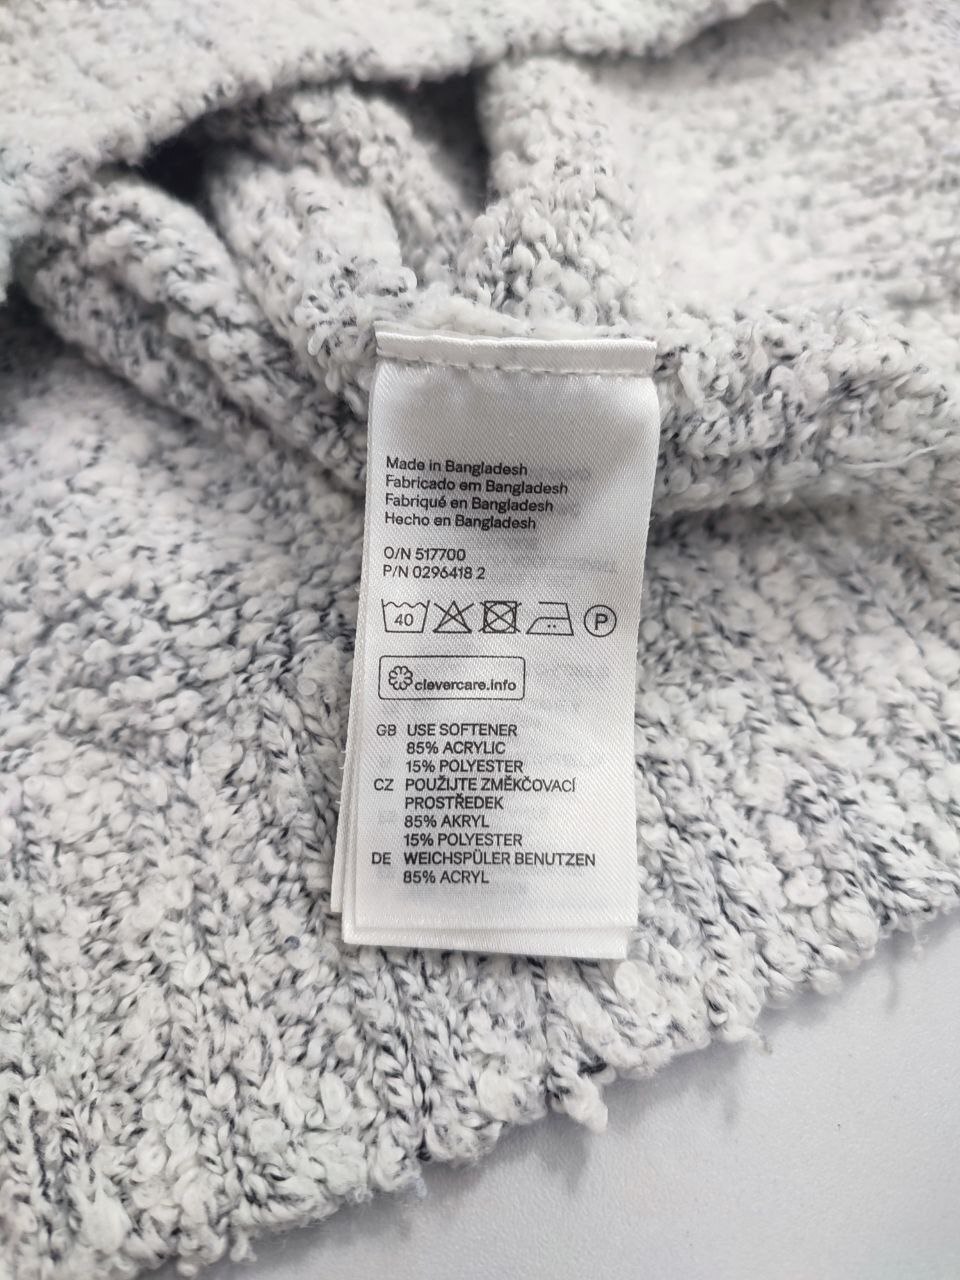 Made in Bangladesh
Fabricado em Bangladesh
Fabriqué en Bangladesh
Hecho en Bangladesh
O/N 517700
P/N 0296418 2
40 P
clevercare.info
GB USE SOFTENER
85% ACRYLIC
15% POLYESTER
CZ POUŽIJTE ZMĚKČOVACÍ
PROSTŘEDEK
85% AKRYL
15% POLYESTER
DE WEICHSPÜLER BENUTZEN
85% ACRYL